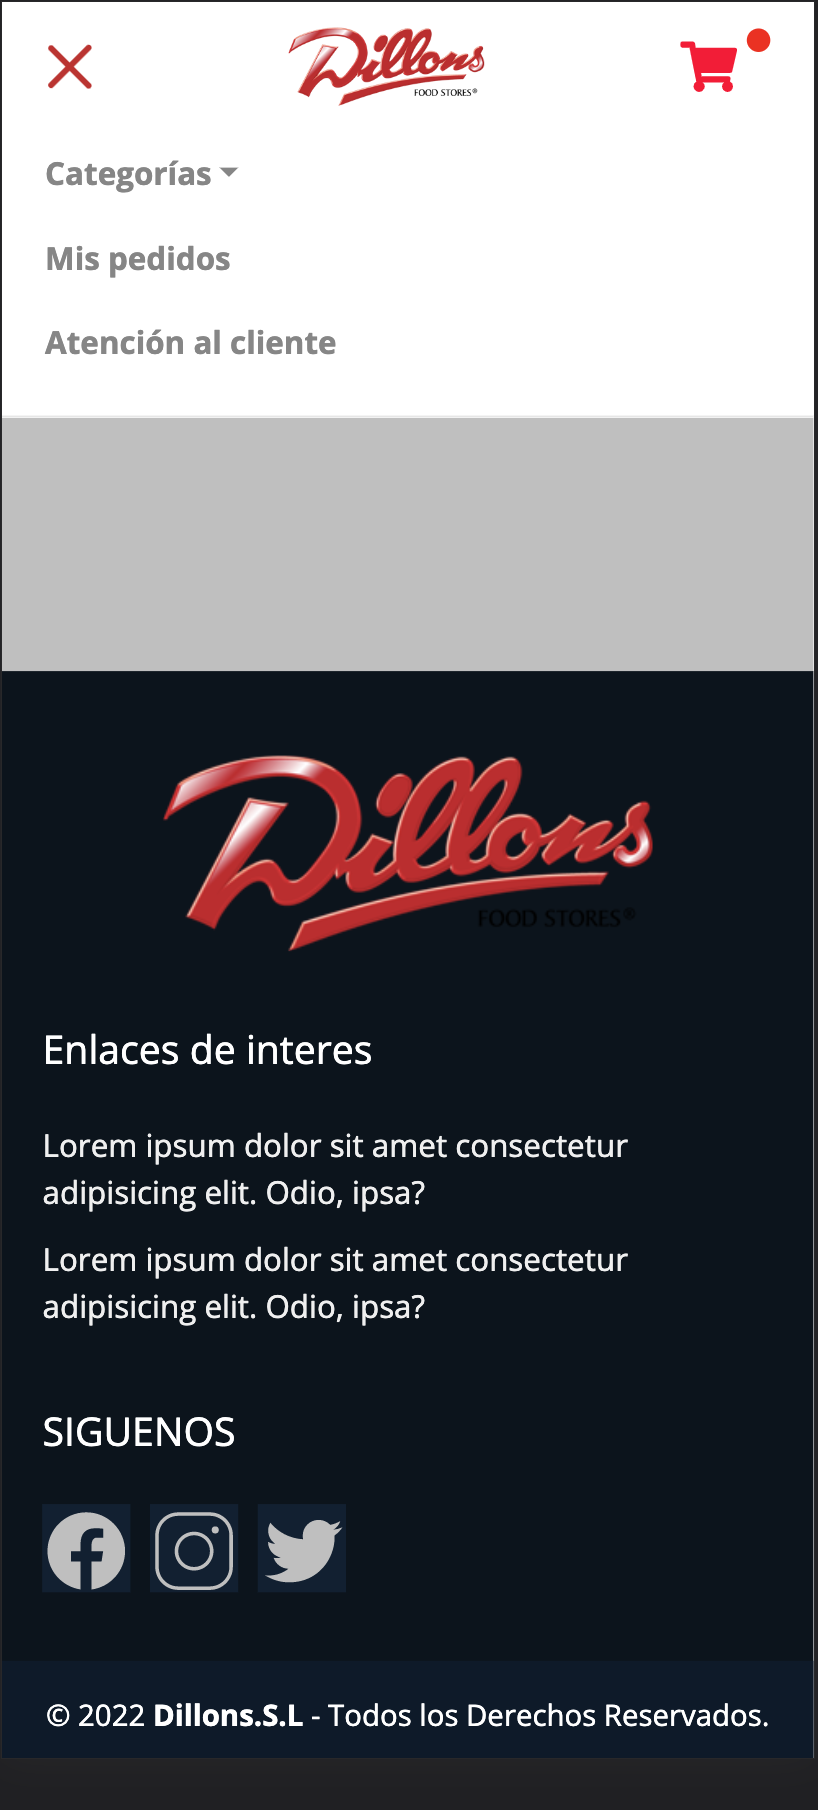 Dillons
FOOD STORES®
Categorías
Mis pedidos
Atención al cliente
Dillons
FOOD STORES®
Enlaces de interes
Lorem ipsum dolor sit amet consectetur
adipisicing elit. Odio, ipsa?
Lorem ipsum dolor sit amet consectetur
adipisicing elit. Odio, ipsa?
SIGUENOS
© 2022 Dillons.S.L - Todos los Derechos Reservados.